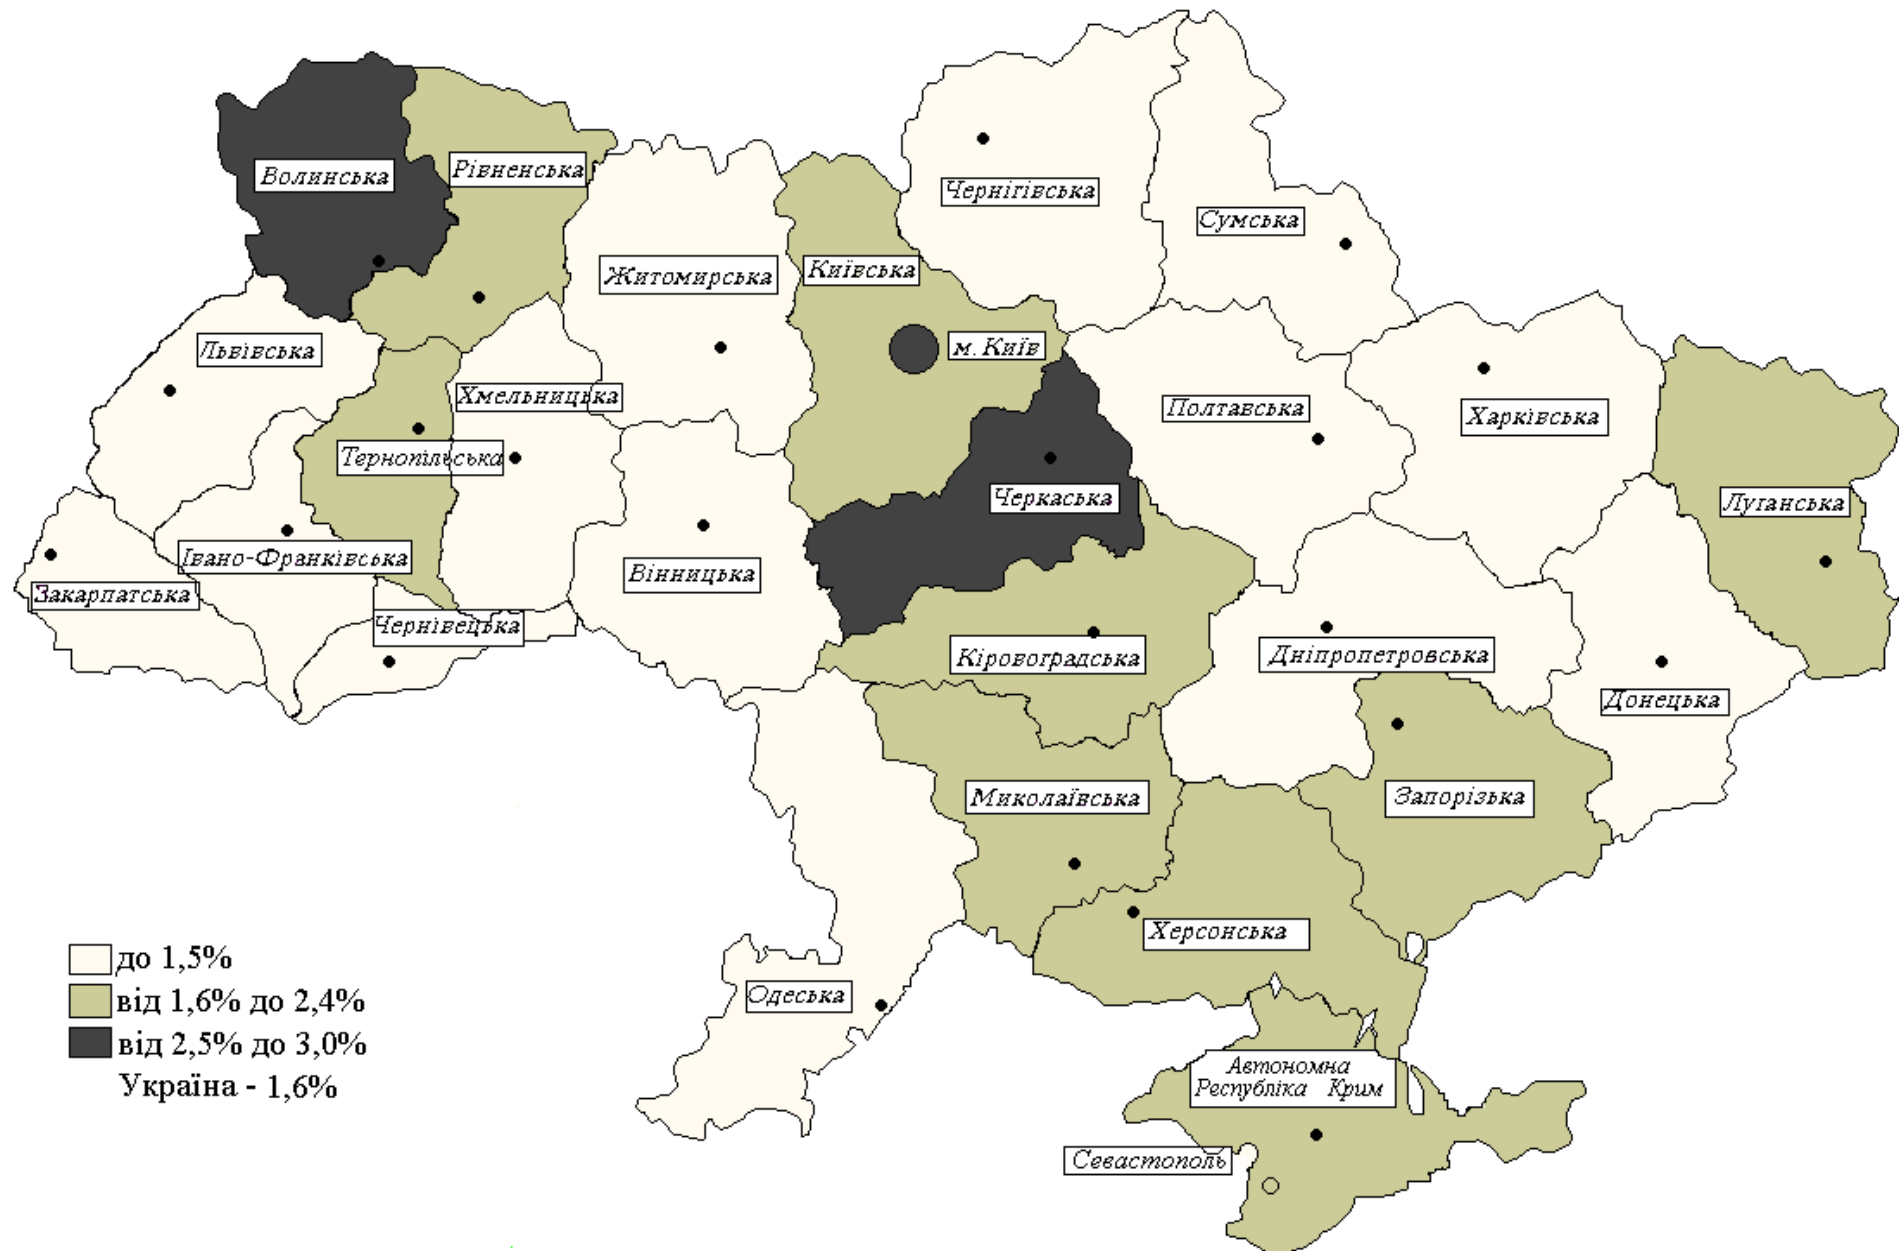 Волинська
Рівненська
Чернігівська
Сумська
Житомирська
Київська
м. Київ
Львівська
Хмельницька
Полтавська
Харківська
Тернопільська
Черкаська
Луганська
Івано-Франківська
Вінницька
Закарпатська
Чернівецька
Кіровоградська
Дніпропетровська
Донецька
Миколаївська
Запорізька
Херсонська
Одеська
до 1,5%
від 1,6% до 2,4%
від 2,5% до 3,0%
Україна - 1,6%
Автономна
Республіка Крим
Севастополь